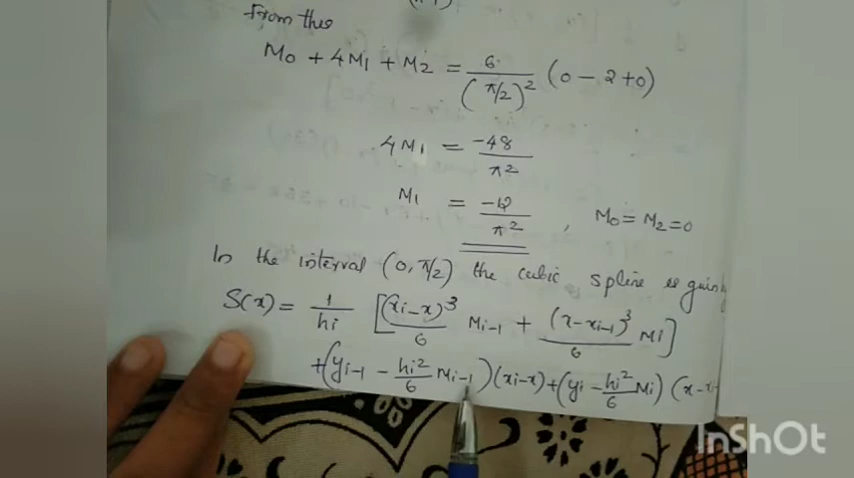 From the
M₀ + 4M₁ + M₂ = 6/(π/2)² (0 - 2 + 0)
4M₁ = -48/π²
M₁ = -12/π² , M₀ = M₂ = 0
In the interval (0, π/2) the cubic spline is
S(x) = 1/hi [(xi-x)³/6 Mi-1 + (x-xi-1)³/6 Mi]
+(yi-1 - hi²/6 Mi-1)(xi-x)+(yi - hi²/6 Mi)(x-x
InShOt